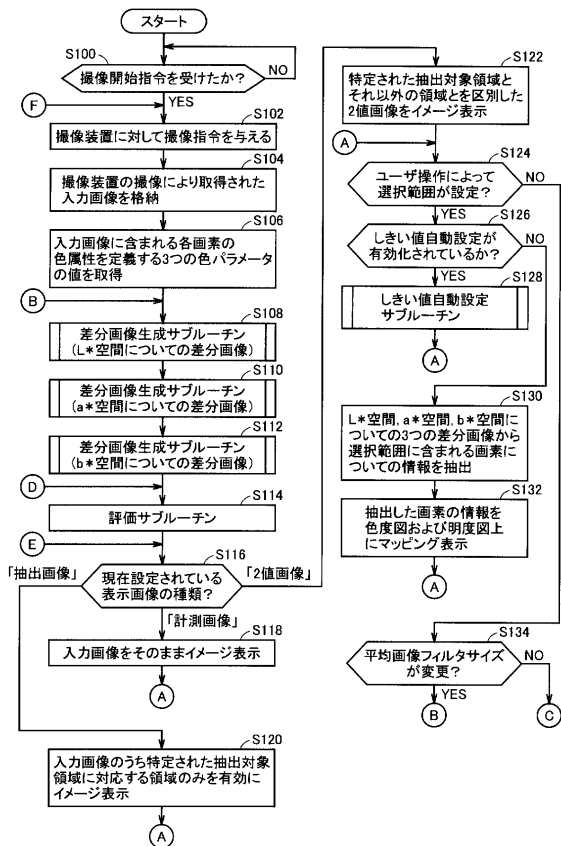 スタート
S100
撮像開始指令を受けたか？
NO
YES
F
S102
撮像装置に対して撮像指令を与える
S104
撮像装置の撮像により取得された
入力画像を格納
S106
入力画像に含まれる各画素の
色属性を定義する3つの色パラメータ
の値を取得
B
S108
差分画像生成サブルーチン
(L*空間についての差分画像)
S110
差分画像生成サブルーチン
(a*空間についての差分画像)
S112
差分画像生成サブルーチン
(b*空間についての差分画像)
D
S114
評価サブルーチン
E
S116
「抽出画像」
現在設定されている
表示画像の種類？
「2値画像」
「計測画像」
S118
入力画像をそのままイメージ表示
A
S120
入力画像のうち特定された抽出対象
領域に対応する領域のみを有効に
イメージ表示
A
S122
特定された抽出対象領域と
それ以外の領域とを区別した
2値画像をイメージ表示
A
S124
ユーザ操作によって
選択範囲が設定？
NO
YES
S126
しきい値自動設定が
有効化されているか？
NO
YES
S128
しきい値自動設定
サブルーチン
A
S130
L*空間, a*空間, b*空間に
ついての3つの差分画像から
選択範囲に含まれる画素に
ついての情報を抽出
S132
抽出した画素の情報を
色度図および明度図上
にマッピング表示
A
S134
平均画像フィルタサイズ
が変更？
NO
YES
B
C